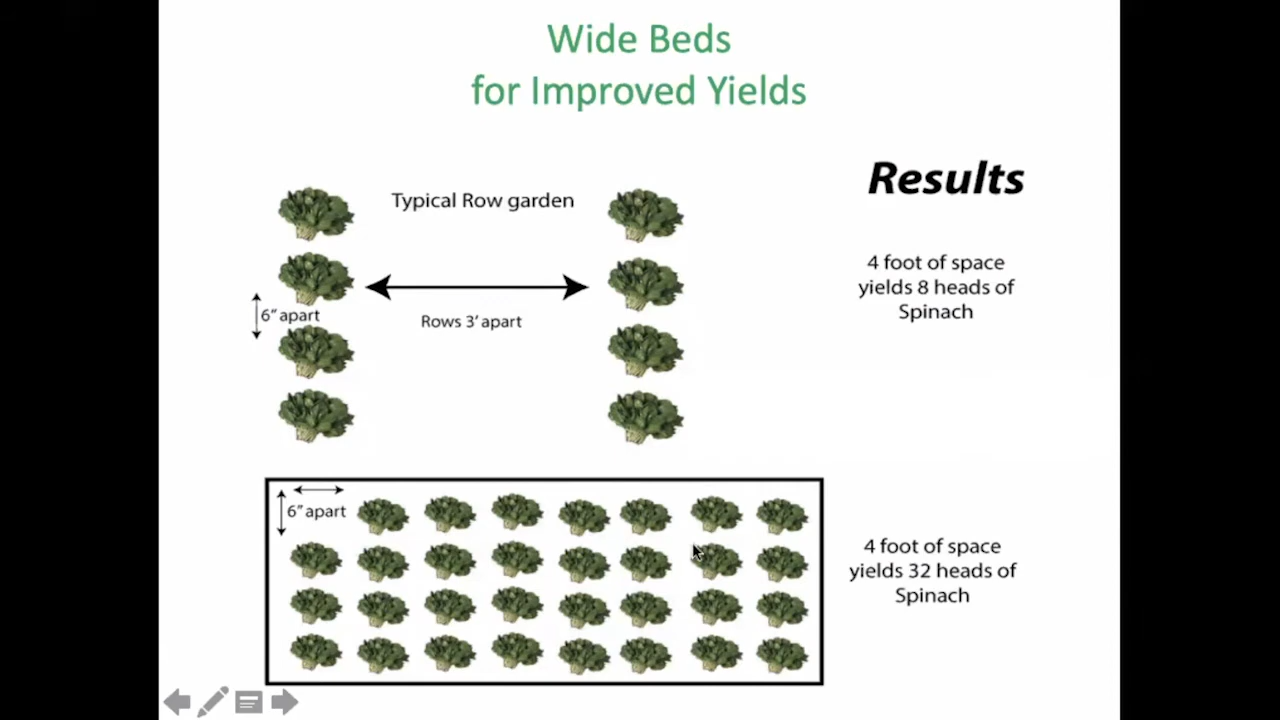 Wide Beds
for Improved Yields
Results
Typical Row garden
4 foot of space
yields 8 heads of
Spinach
6” apart
Rows 3’ apart
6” apart
4 foot of space
yields 32 heads of
Spinach